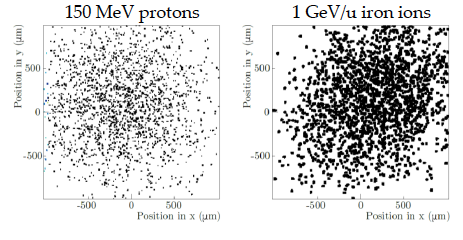 150 MeV protons
1 GeV/u iron ions
Position in y (μm)
500
0
-500
-500
0
500
Position in x (μm)
Position in y (μm)
500
0
-500
-500
0
500
Position in x (μm)